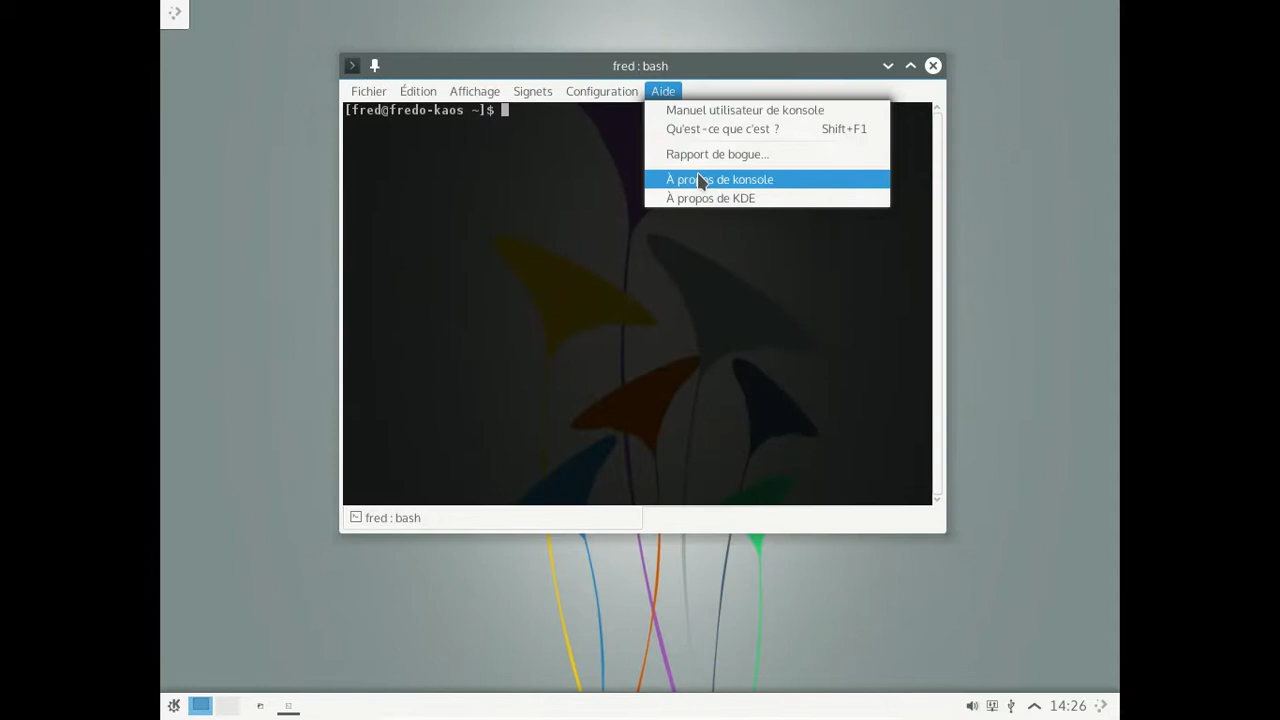 fred : bash
Fichier Édition Affichage Signets Configuration Aide
[fred@fredo-kaos ~]$
Manuel utilisateur de konsole
Qu'est-ce que c'est ? Shift+F1
Rapport de bogue...
À propos de konsole
À propos de KDE
fred : bash
14:26